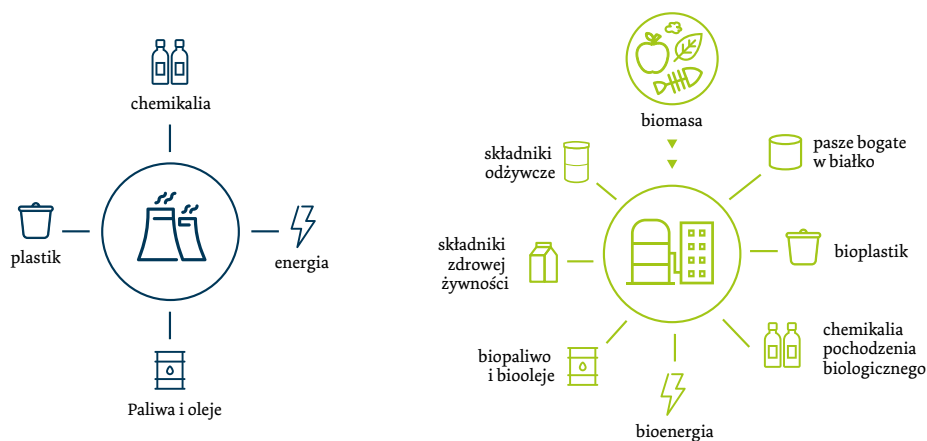 chemikalia
plastik
energia
Paliwa i oleje
biomasa
składniki
odżywcze
pasze bogate
w białko
składniki
zdrowej
żywności
bioplastik
biopaliwo
i biooleje
chemikalia
pochodzenia
biologicznego
bioenergia